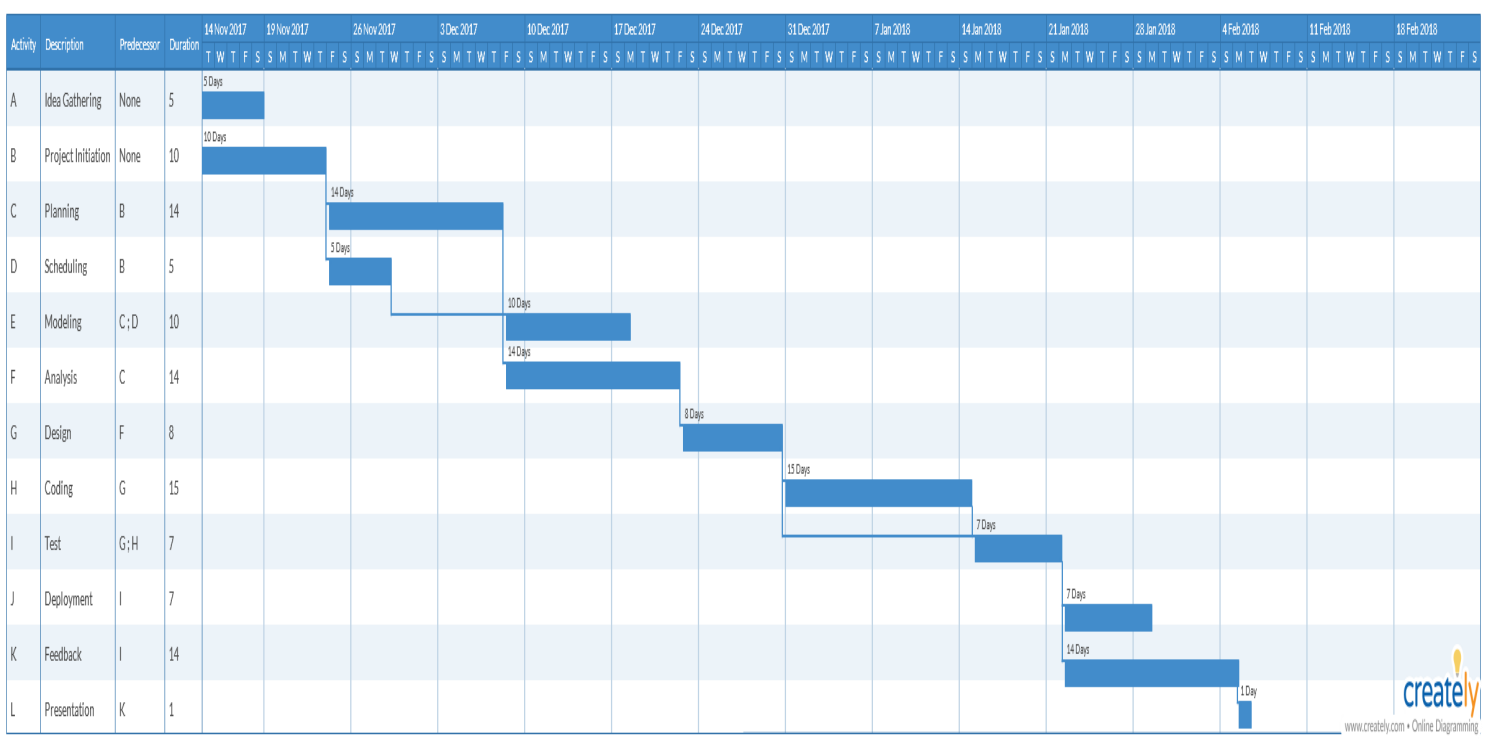 Activity Description Predecessor Duration 14 Nov 2017 19 Nov 2017 26 Nov 2017 3 Dec 2017 10 Dec 2017 17 Dec 2017 24 Dec 2017 31 Dec 2017 7 Jan 2018 14 Jan 2018 21 Jan 2018 28 Jan 2018 4 Feb 2018 11 Feb 2018 18 Feb 2018
T W T F S S M T W T F S S M T W T F S S M T W T F S S M T W T F S S M T W T F S S M T W T F S S M T W T F S S M T W T F S S M T W T F S S M T W T F S S M T W T F S S M T W T F S S M T W T F S S M T W T F S
5 Days
A Idea Gathering None 5
10 Days
B Project Initiation None 10
14 Days
C Planning B 14
5 Days
D Scheduling B 5
10 Days
E Modeling C ; D 10
14 Days
F Analysis C 14
8 Days
G Design F 8
15 Days
H Coding G 15
7 Days
I Test G ; H 7
7 Days
J Deployment I 7
14 Days
K Feedback I 14
1 Day
L Presentation K 1
creately
www.creately.com • Online Diagramming